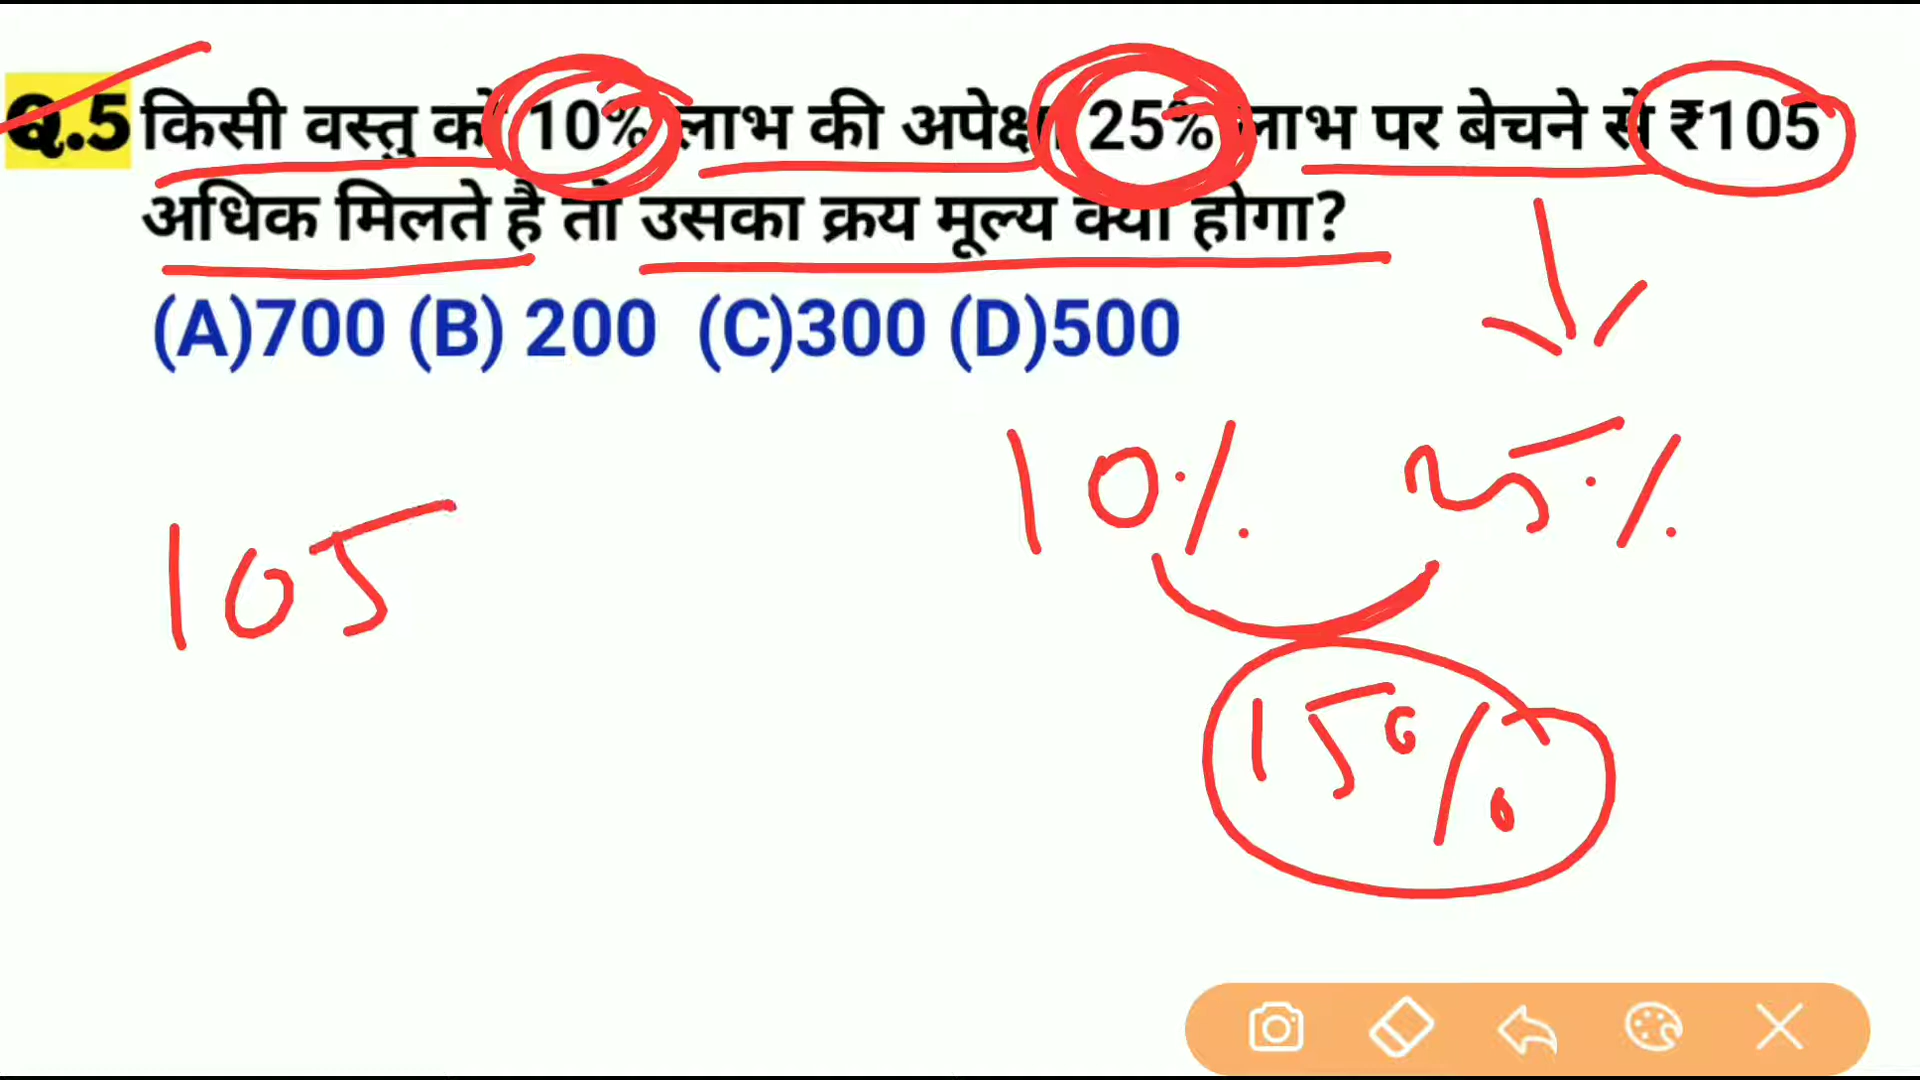 Q.5 किसी वस्तु को 10% लाभ की अपेक्षा 25% लाभ पर बेचने से ₹105
अधिक मिलते है तो उसका क्रय मूल्य क्या होगा?
(A)700 (B) 200 (C)300 (D)500
10% 25%
105
15%